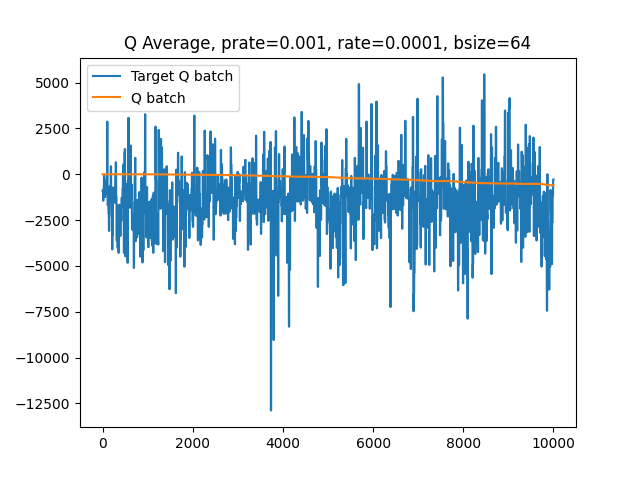 Q Average, prate=0.001, rate=0.0001, bsize=64
Target Q batch
Q batch
5000
2500
0
−2500
−5000
−7500
−10000
−12500
0 2000 4000 6000 8000 10000